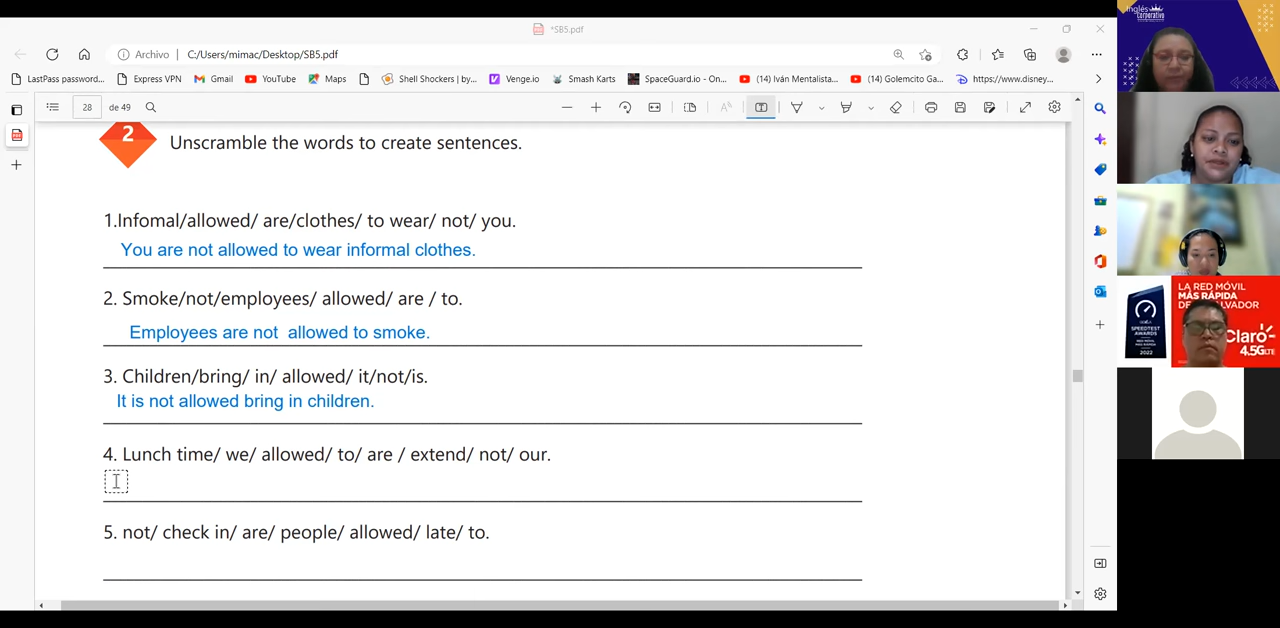 *SB5.pdf
Archivo | C:/Users/mimac/Desktop/SB5.pdf
LastPass password... Express VPN Gmail YouTube Maps Shell Shockers | by... Venge.io Smash Karts SpaceGuard.io - On... (14) Iván Mentalista... (14) Golemcito Ga... https://www.disney...
28 de 49
2 Unscramble the words to create sentences.
1.Infomal/allowed/ are/clothes/ to wear/ not/ you.
You are not allowed to wear informal clothes.
2. Smoke/not/employees/ allowed/ are / to.
Employees are not allowed to smoke.
3. Children/bring/ in/ allowed/ it/not/is.
It is not allowed bring in children.
4. Lunch time/ we/ allowed/ to/ are / extend/ not/ our.
5. not/ check in/ are/ people/ allowed/ late/ to.
Inglés
Corporativo
LA RED MÓVIL
MÁS RÁPIDA
SPEEDTEST
AWARDS
2022
Claro
4.5G LTE